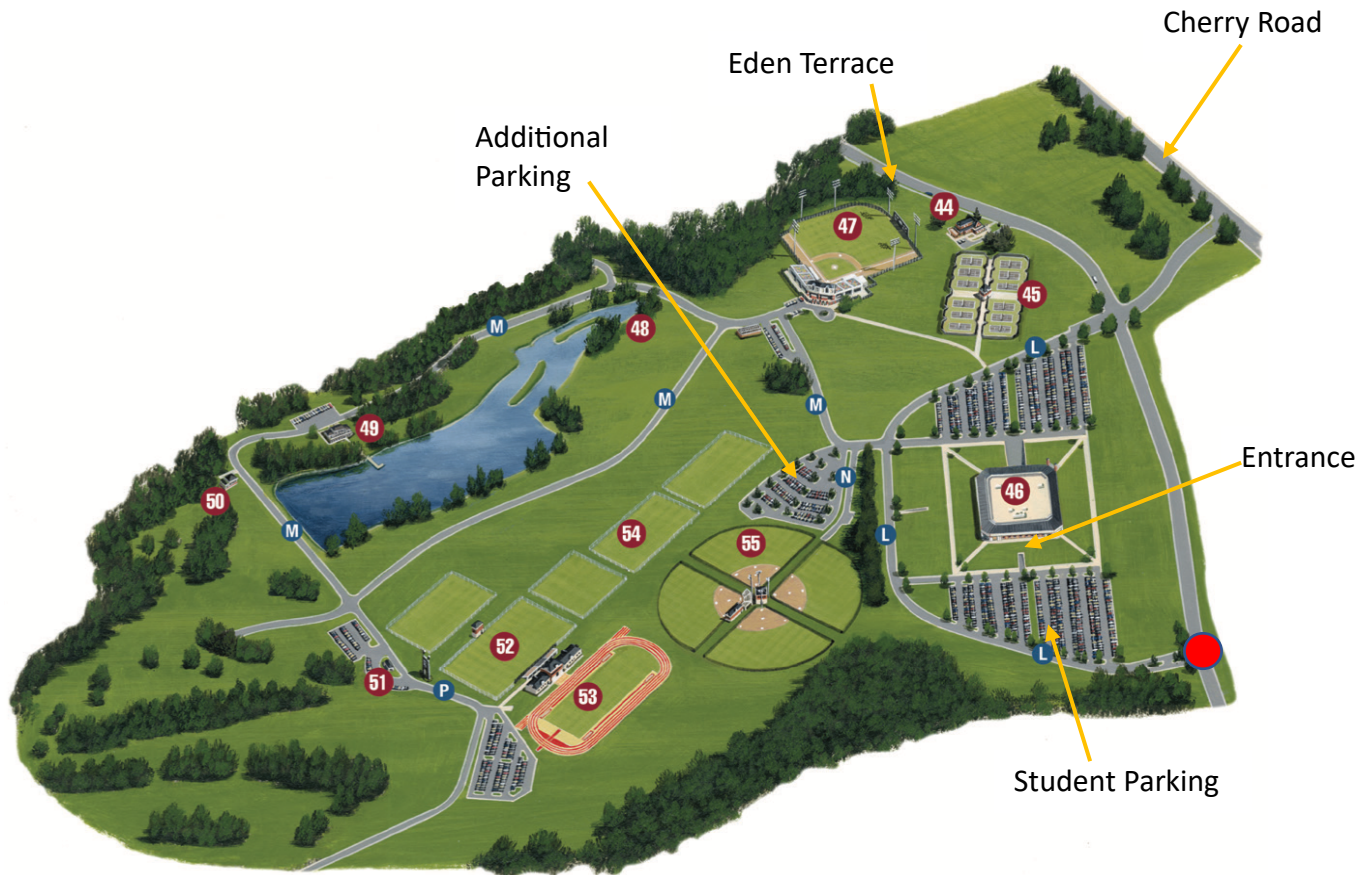 Cherry Road
Eden Terrace
Additional
Parking
44
47
45
48
M
L
M
M
49
Entrance
46
N
50
54
55
L
M
52
51
P
53
L
Student Parking